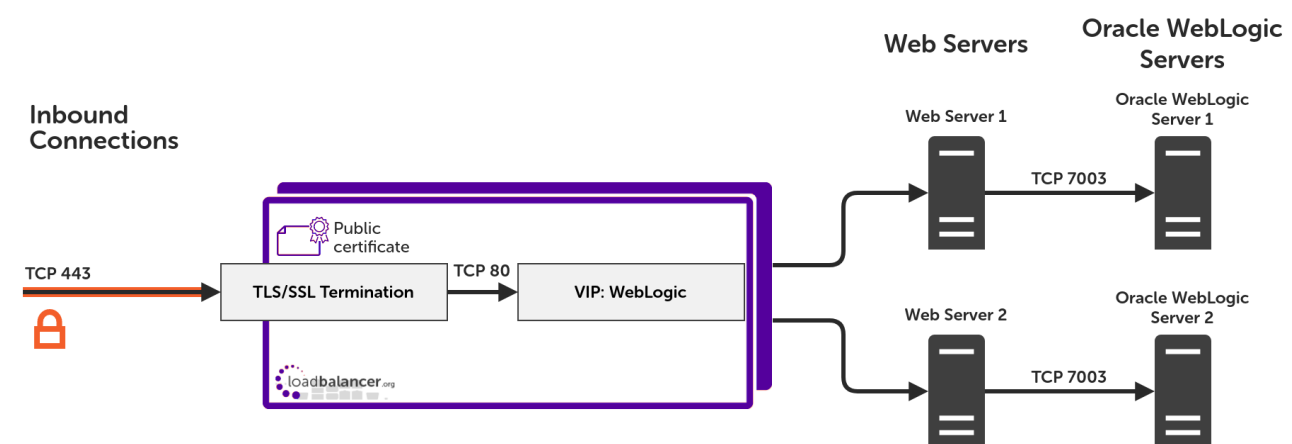 Oracle WebLogic
Servers
Web Servers
Oracle WebLogic
Server 1
Inbound
Connections
Web Server 1
TCP 7003
Public
certificate
TCP 443
TCP 80
TLS/SSL Termination
VIP: WebLogic
Oracle WebLogic
Server 2
Web Server 2
TCP 7003
loadbalancer.org